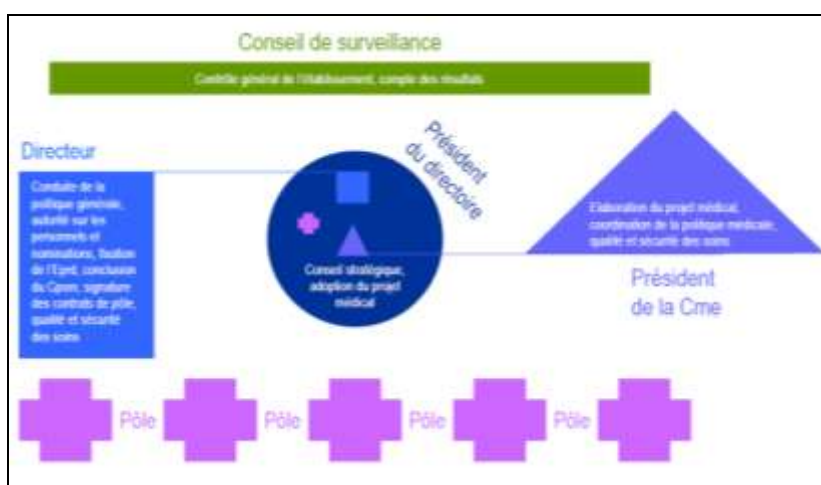 Conseil de surveillance
Contrôle général de l'établissement, compte des résultats
Directeur
Conduite de la
politique générale,
autorité sur les
personnels et
nominations, fixation
de l'Eprd, conclusion
du Cpom, signature
des contrats de pôle,
qualité et sécurité
des soins
Président
du directoire
Conseil stratégique,
adoption du projet
médical
Elaboration du projet médical,
coordination de la politique médicale,
qualité et sécurité des soins
Président
de la Cme
Pôle Pôle Pôle Pôle